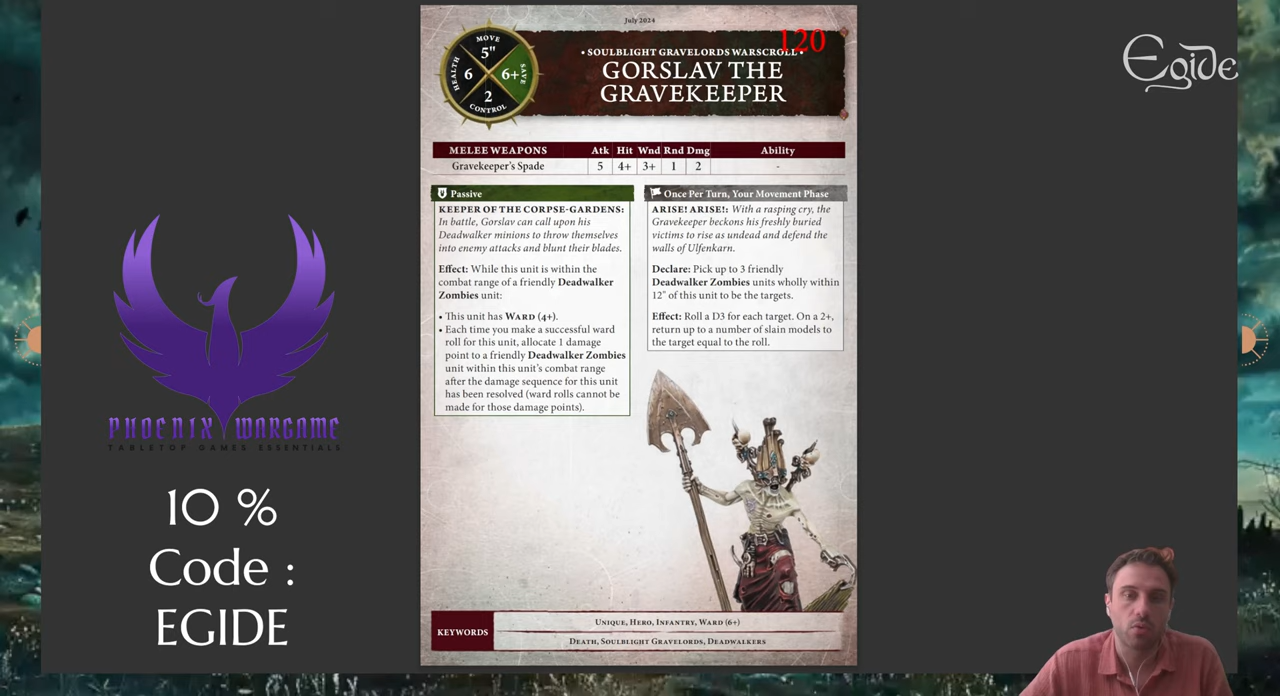 July 2024
120
MOVE
5"
HEALTH
6
6+
SAVE
2
CONTROL
• SOULBLIGHT GRAVELORDS WARSCROLL •
GORSLAV THE
GRAVEKEEPER
MELEE WEAPONS Atk Hit Wnd Rnd Dmg Ability
Gravekeeper's Spade 5 4+ 3+ 1 2 -
Passive
KEEPER OF THE CORPSE-GARDENS:
In battle, Gorslav can call upon his
Deadwalker minions to throw themselves
into enemy attacks and blunt their blades.
Effect: While this unit is within the
combat range of a friendly Deadwalker
Zombies unit:
• This unit has WARD (4+).
• Each time you make a successful ward
roll for this unit, allocate 1 damage
point to a friendly Deadwalker Zombies
unit within this unit's combat range
after the damage sequence for this unit
has been resolved (ward rolls cannot be
made for those damage points).
Once Per Turn, Your Movement Phase
ARISE! ARISE!: With a rasping cry, the
Gravekeeper beckons his freshly buried
victims to rise as undead and defend the
walls of Ulfenkarn.
Declare: Pick up to 3 friendly
Deadwalker Zombies units wholly within
12" of this unit to be the targets.
Effect: Roll a D3 for each target. On a 2+,
return up to a number of slain models to
the target equal to the roll.
KEYWORDS
UNIQUE, HERO, INFANTRY, WARD (6+)
DEATH, SOULBLIGHT GRAVELORDS, DEADWALKERS
PHOENIX WARGAME
TABLETOP GAMES ESSENTIALS
10 %
Code :
EGIDE
Egide